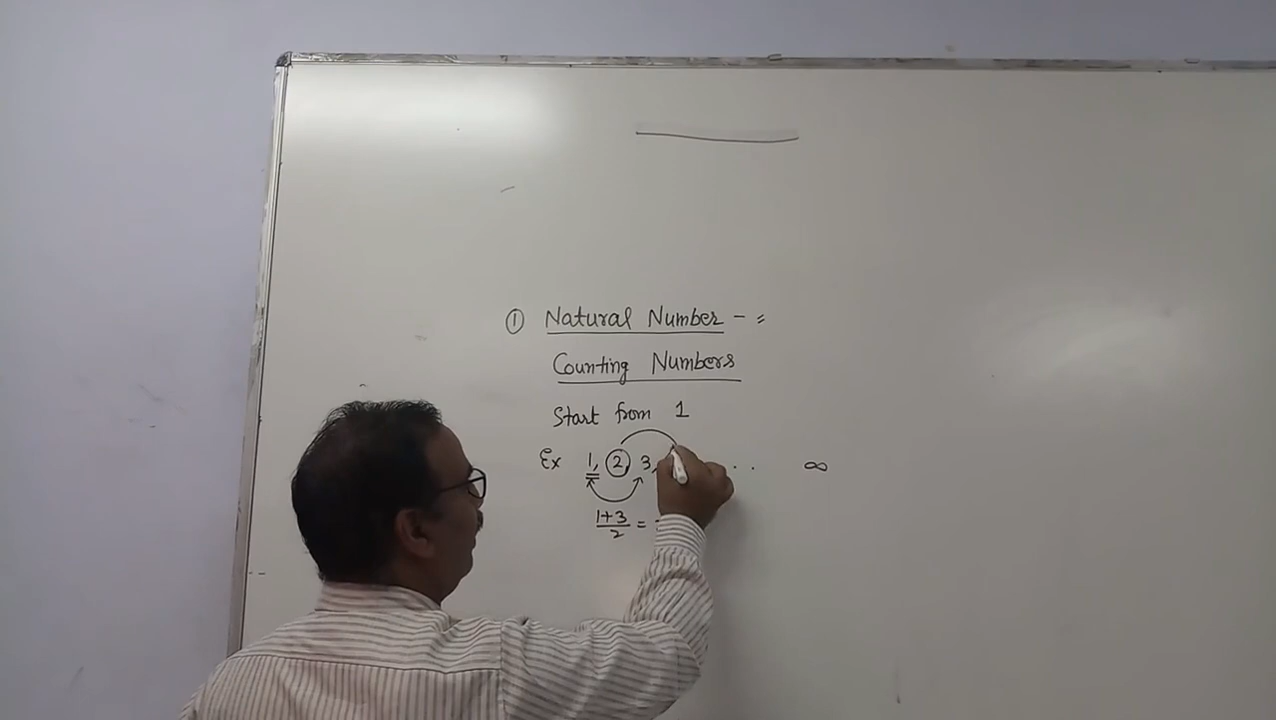 ① Natural Number - =
Counting Numbers
Start from 1
Ex 1, 2, 3, . . ∞
1+3/2 =